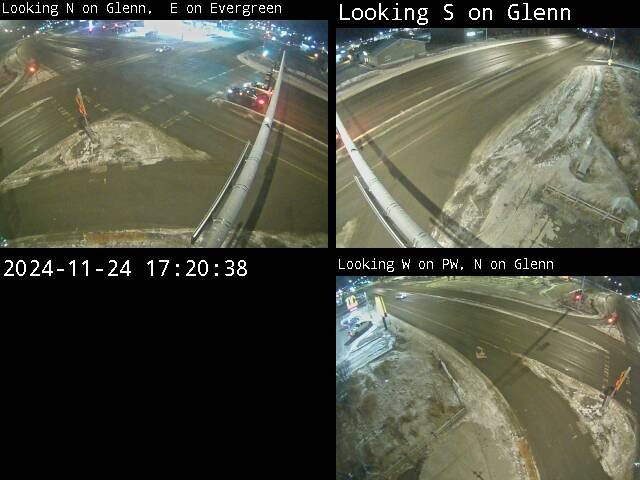 Looking N on Glenn,  E on Evergreen
Looking S on Glenn
2024-11-24 17:20:38
Looking W on PW, N on Glenn